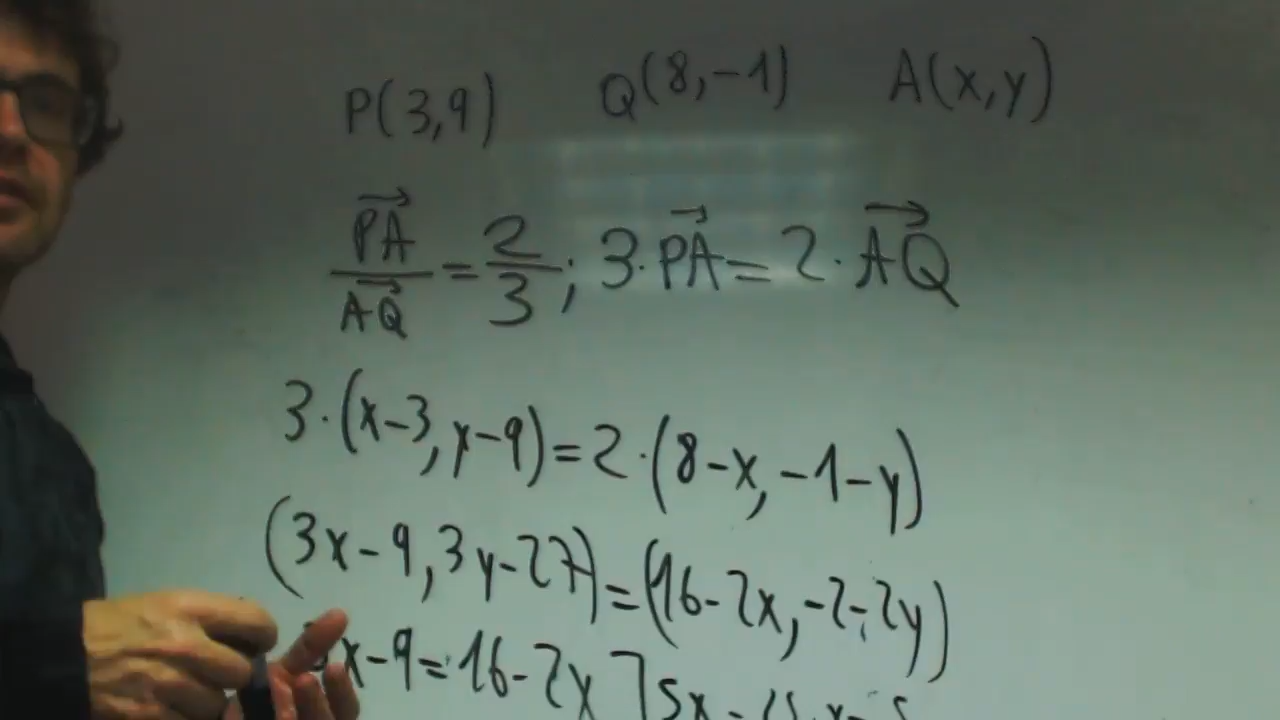 P(3,9) Q(8,-1) A(x,y)
PA/AQ = 2/3 ; 3·PA = 2·AQ
3·(x-3, y-9) = 2·(8-x, -1-y)
(3x-9, 3y-27) = (16-2x, -2-2y)
x-9 = 16-2x